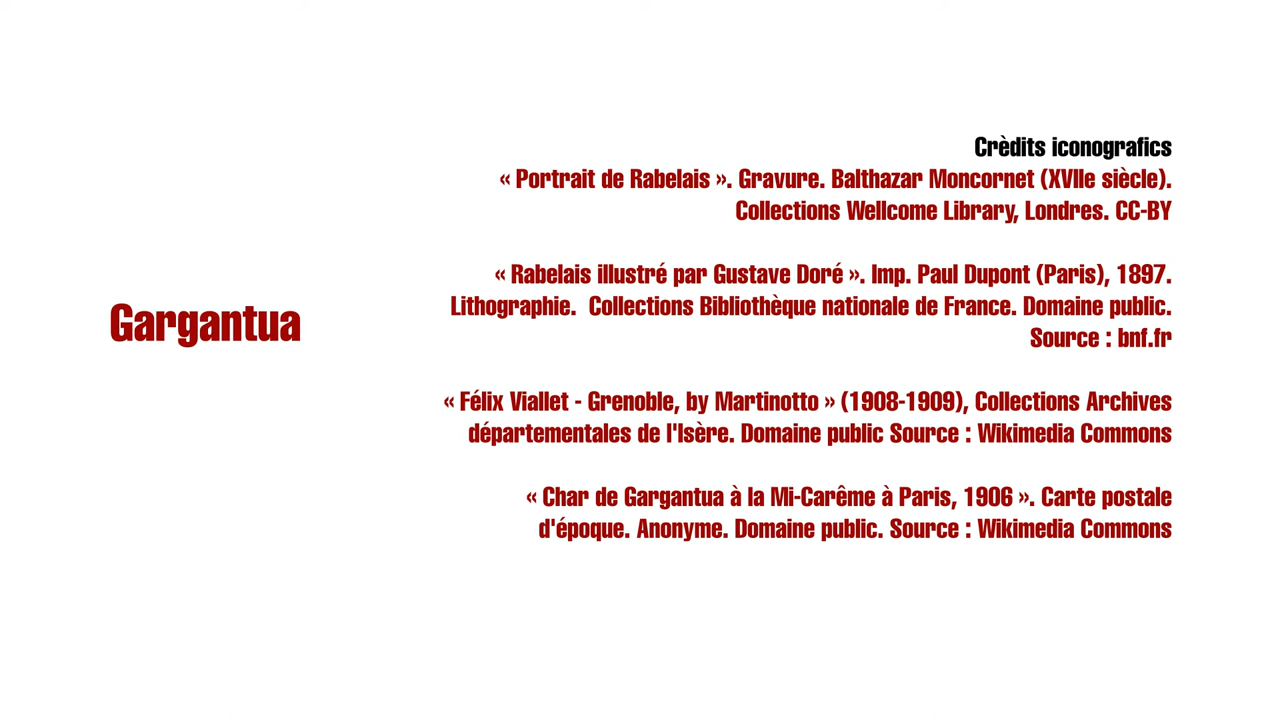 Gargantua
Crèdits iconografics
« Portrait de Rabelais ». Gravure. Balthazar Moncornet (XVIIe siècle).
Collections Wellcome Library, Londres. CC-BY
« Rabelais illustré par Gustave Doré ». Imp. Paul Dupont (Paris), 1897.
Lithographie.  Collections Bibliothèque nationale de France. Domaine public.
Source : bnf.fr
« Félix Viallet - Grenoble, by Martinotto » (1908-1909), Collections Archives
départementales de l'Isère. Domaine public Source : Wikimedia Commons
« Char de Gargantua à la Mi-Carême à Paris, 1906 ». Carte postale
d'époque. Anonyme. Domaine public. Source : Wikimedia Commons